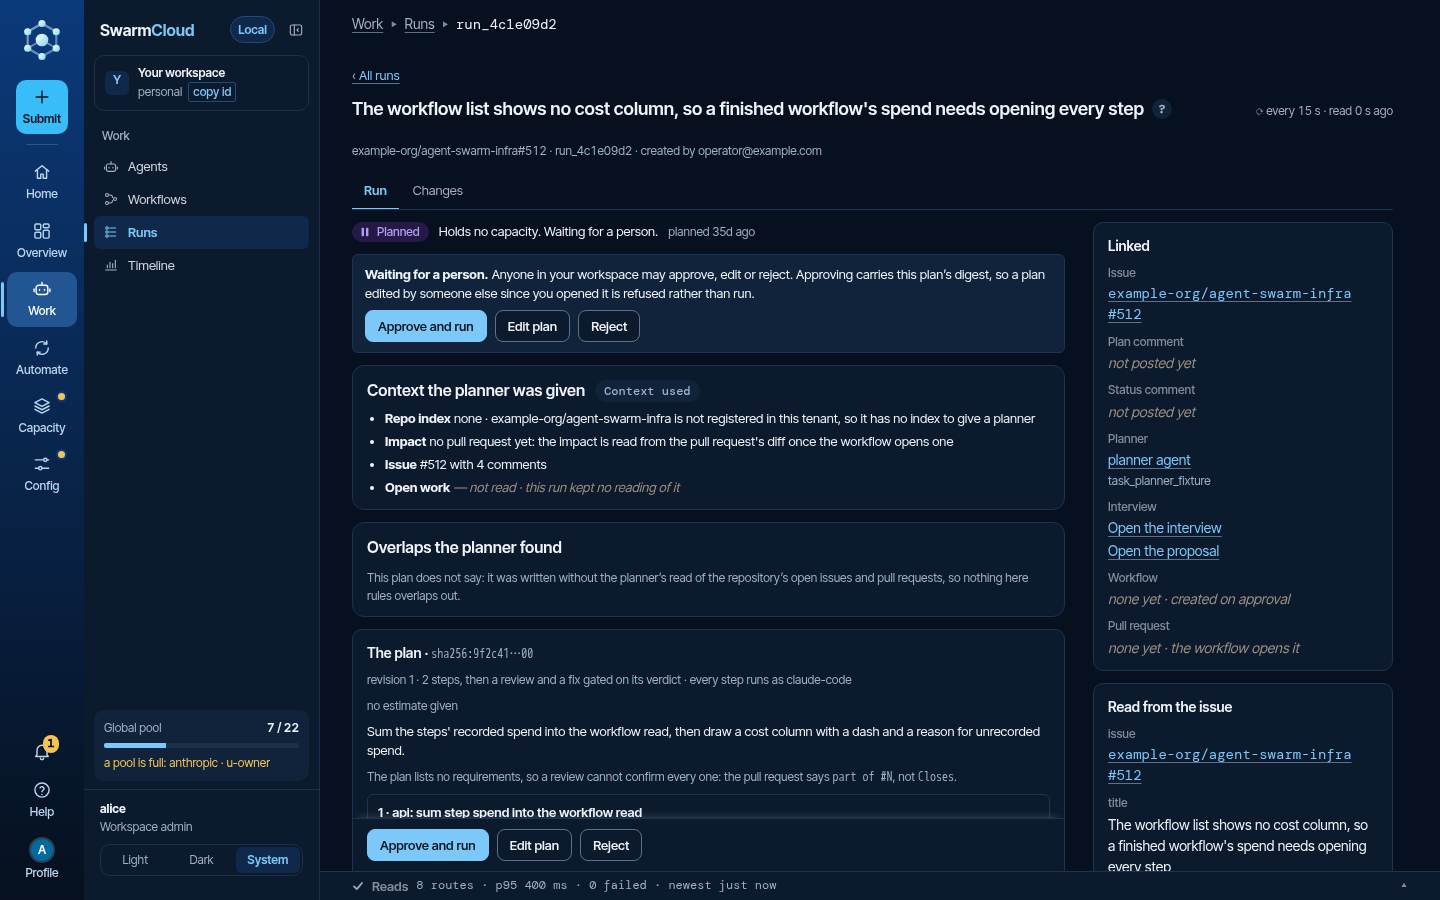 SwarmCloud
Local
Submit
Home
Overview
Work
Automate
Capacity
Config
1
Help
A
Profile
Y
Your workspace
personal copy id
Work
Agents
Workflows
Runs
Timeline
Global pool 7 / 22
a pool is full: anthropic · u-owner
alice
Workspace admin
Light Dark System
Work ▸ Runs ▸ run_4c1e09d2
‹ All runs
The workflow list shows no cost column, so a finished workflow's spend needs opening every step ?
⟳ every 15 s · read 0 s ago
example-org/agent-swarm-infra#512 · run_4c1e09d2 · created by operator@example.com
Run Changes
Planned Holds no capacity. Waiting for a person. planned 35d ago
Waiting for a person. Anyone in your workspace may approve, edit or reject. Approving carries this plan’s digest, so a plan
edited by someone else since you opened it is refused rather than run.
Approve and run Edit plan Reject
Context the planner was given Context used
• Repo index none · example-org/agent-swarm-infra is not registered in this tenant, so it has no index to give a planner
• Impact no pull request yet: the impact is read from the pull request's diff once the workflow opens one
• Issue #512 with 4 comments
• Open work — not read · this run kept no reading of it
Overlaps the planner found
This plan does not say: it was written without the planner’s read of the repository’s open issues and pull requests, so nothing here
rules overlaps out.
The plan · sha256:9f2c41…00
revision 1 · 2 steps, then a review and a fix gated on its verdict · every step runs as claude-code
no estimate given
Sum the steps' recorded spend into the workflow read, then draw a cost column with a dash and a reason for unrecorded
spend.
The plan lists no requirements, so a review cannot confirm every one: the pull request says part of #N, not Closes.
1 · api: sum step spend into the workflow read
Approve and run Edit plan Reject
Linked
Issue
example-org/agent-swarm-infra
#512
Plan comment
not posted yet
Status comment
not posted yet
Planner
planner agent
task_planner_fixture
Interview
Open the interview
Open the proposal
Workflow
none yet · created on approval
Pull request
none yet · the workflow opens it
Read from the issue
issue
example-org/agent-swarm-infra
#512
title
The workflow list shows no cost column, so
a finished workflow's spend needs opening
every step
Reads 8 routes · p95 400 ms · 0 failed · newest just now